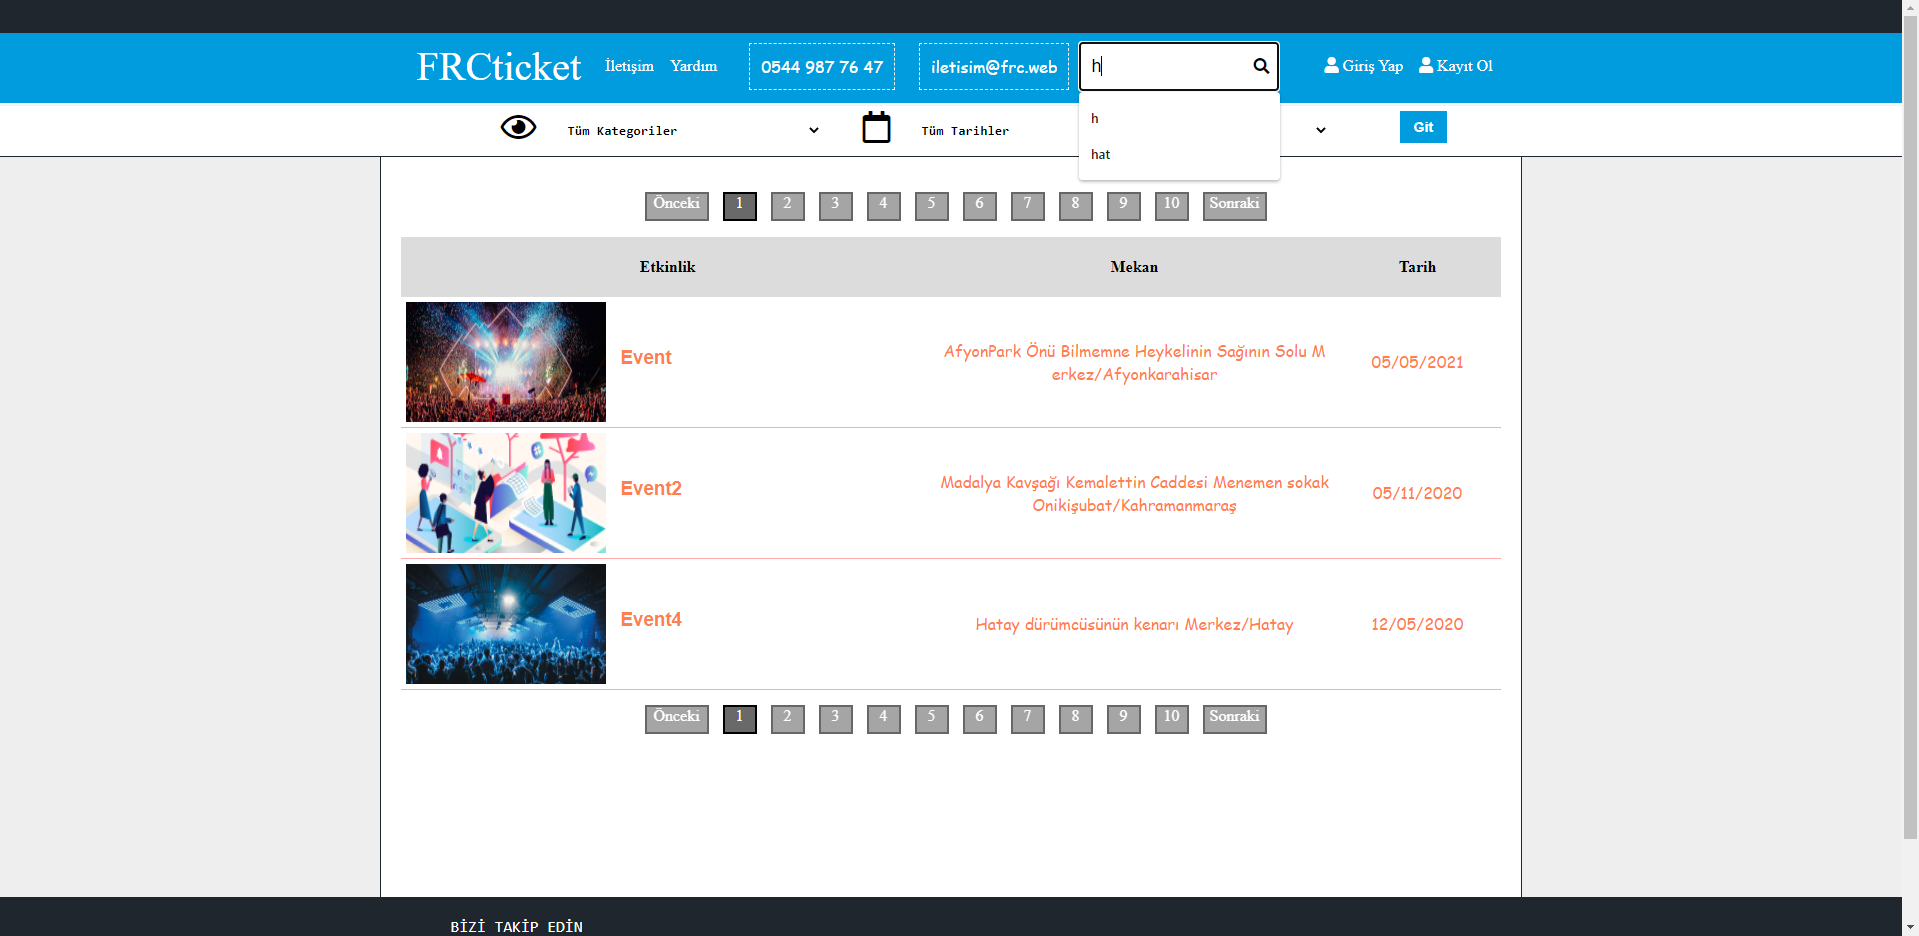 FRCticket İletişim Yardım 0544 987 76 47 iletisim@frc.web h Giriş Yap Kayıt Ol
h
hat
Tüm Kategoriler Tüm Tarihler Git
Önceki 1 2 3 4 5 6 7 8 9 10 Sonraki
Etkinlik Mekan Tarih
Event
AfyonPark Önü Bilmemne Heykelinin Sağının Solu M
erkez/Afyonkarahisar
05/05/2021
Event2
Madalya Kavşağı Kemalettin Caddesi Menemen sokak
Onikişubat/Kahramanmaraş
05/11/2020
Event4
Hatay dürümcüsünün kenarı Merkez/Hatay
12/05/2020
Önceki 1 2 3 4 5 6 7 8 9 10 Sonraki
BİZİ TAKİP EDİN